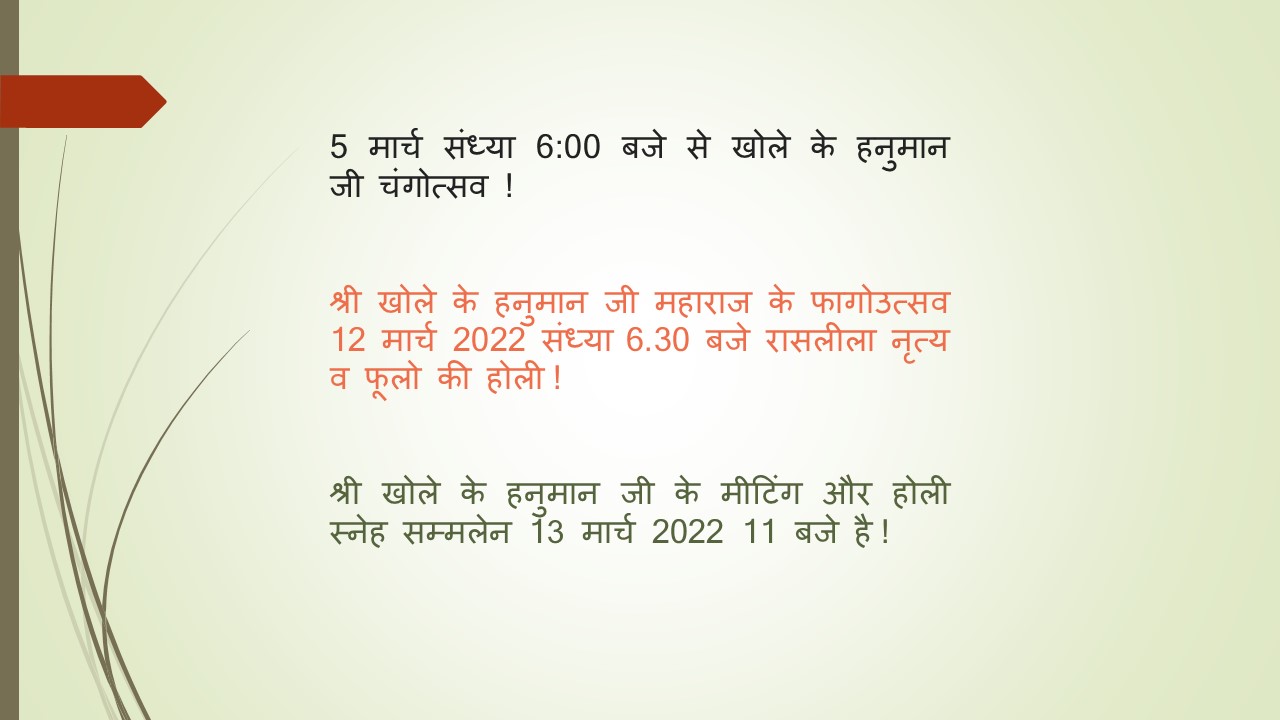 5 मार्च संध्या 6:00 बजे से खोले के हनुमान
जी चंगोत्सव !
श्री खोले के हनुमान जी महाराज के फागोउत्सव
12 मार्च 2022 संध्या 6.30 बजे रासलीला नृत्य
व फूलो की होली !
श्री खोले के हनुमान जी के मीटिंग और होली
स्नेह सम्मलेन 13 मार्च 2022 11 बजे है !